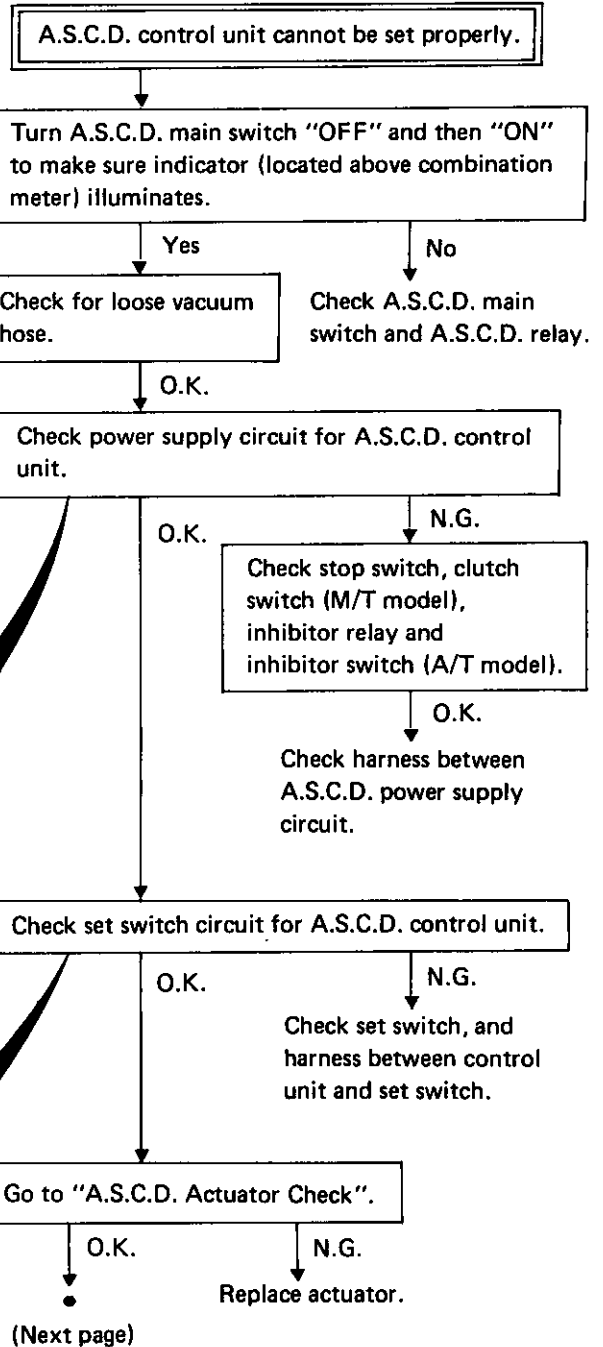 A.S.C.D. control unit cannot be set properly.
Turn A.S.C.D. main switch "OFF" and then "ON"
to make sure indicator (located above combination
meter) illuminates.
Yes
No
Check for loose vacuum
hose.
Check A.S.C.D. main
switch and A.S.C.D. relay.
O.K.
Check power supply circuit for A.S.C.D. control
unit.
O.K.
N.G.
Check stop switch, clutch
switch (M/T model),
inhibitor relay and
inhibitor switch (A/T model).
O.K.
Check harness between
A.S.C.D. power supply
circuit.
Check set switch circuit for A.S.C.D. control unit.
O.K.
N.G.
Check set switch, and
harness between control
unit and set switch.
Go to "A.S.C.D. Actuator Check".
O.K.
N.G.
Replace actuator.
(Next page)